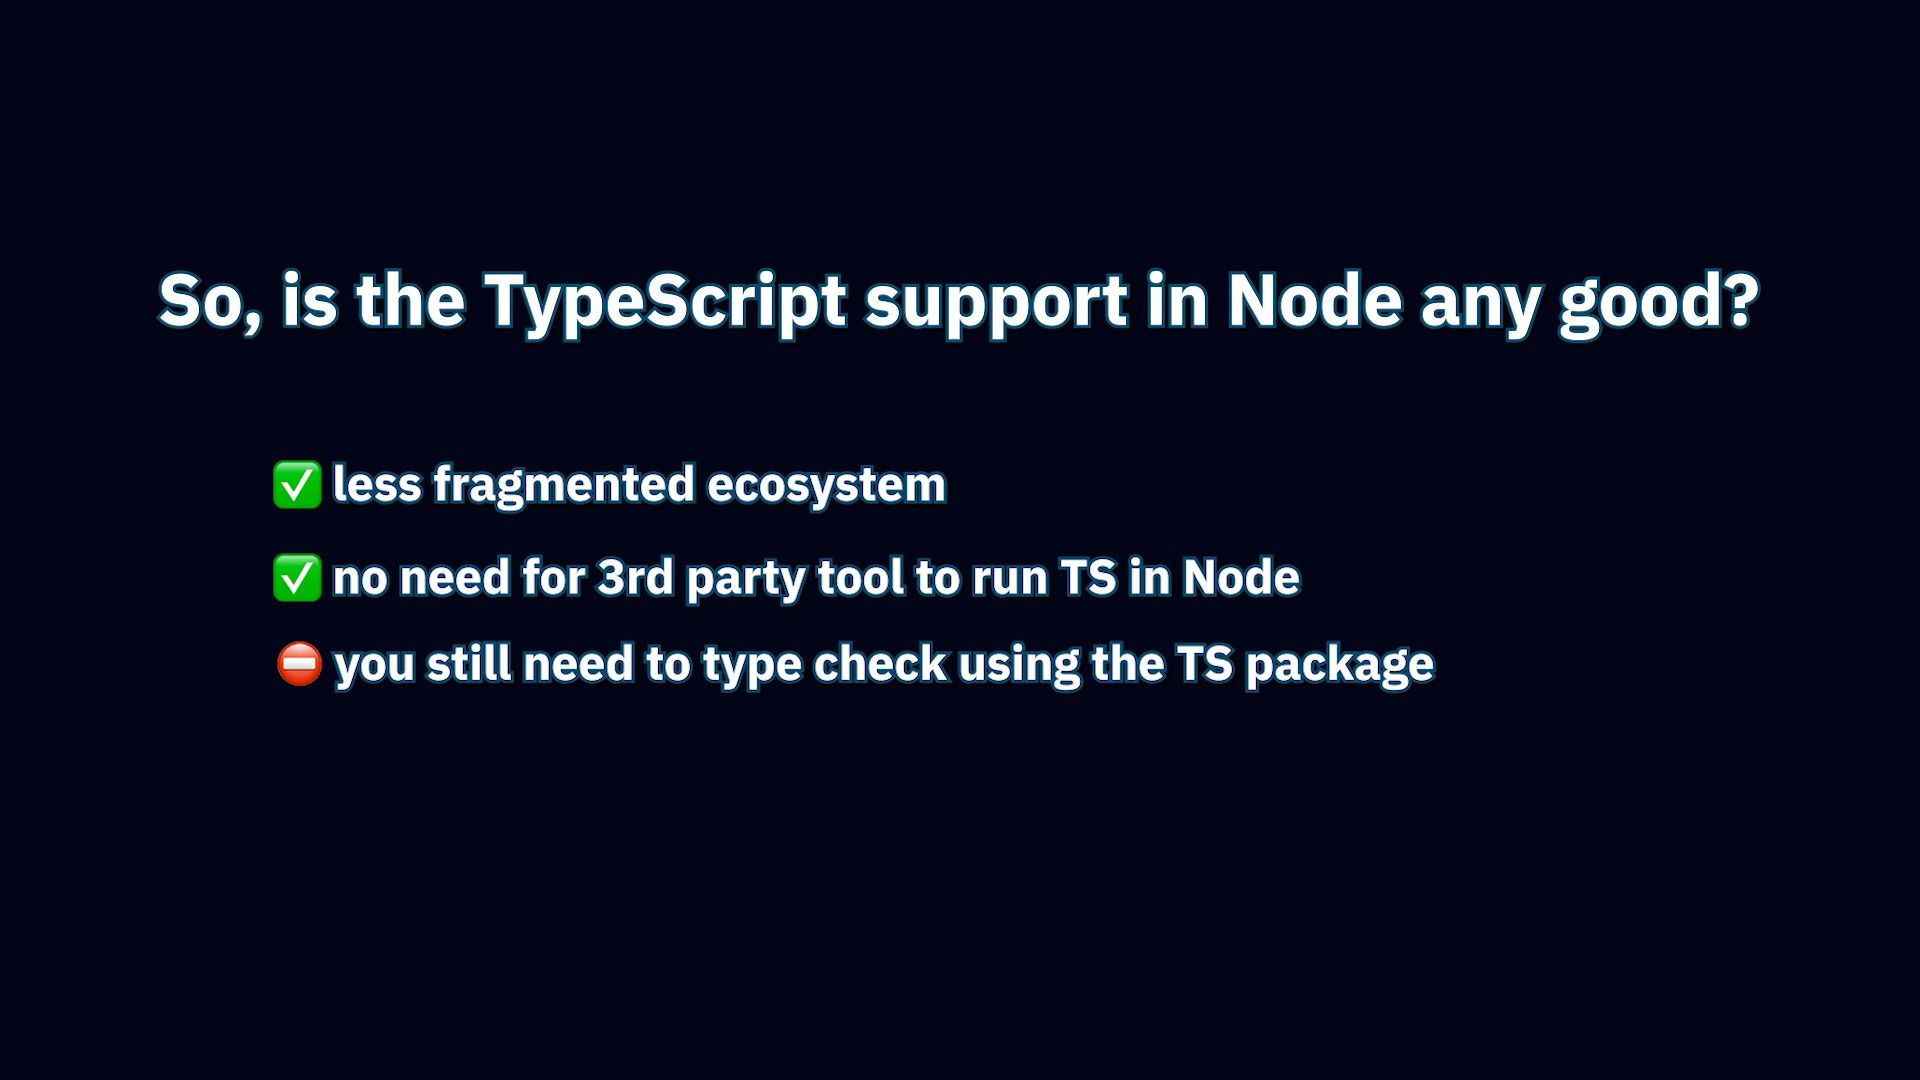 So, is the TypeScript support in Node any good?
✅ less fragmented ecosystem
✅ no need for 3rd party tool to run TS in Node
⛔ you still need to type check using the TS package